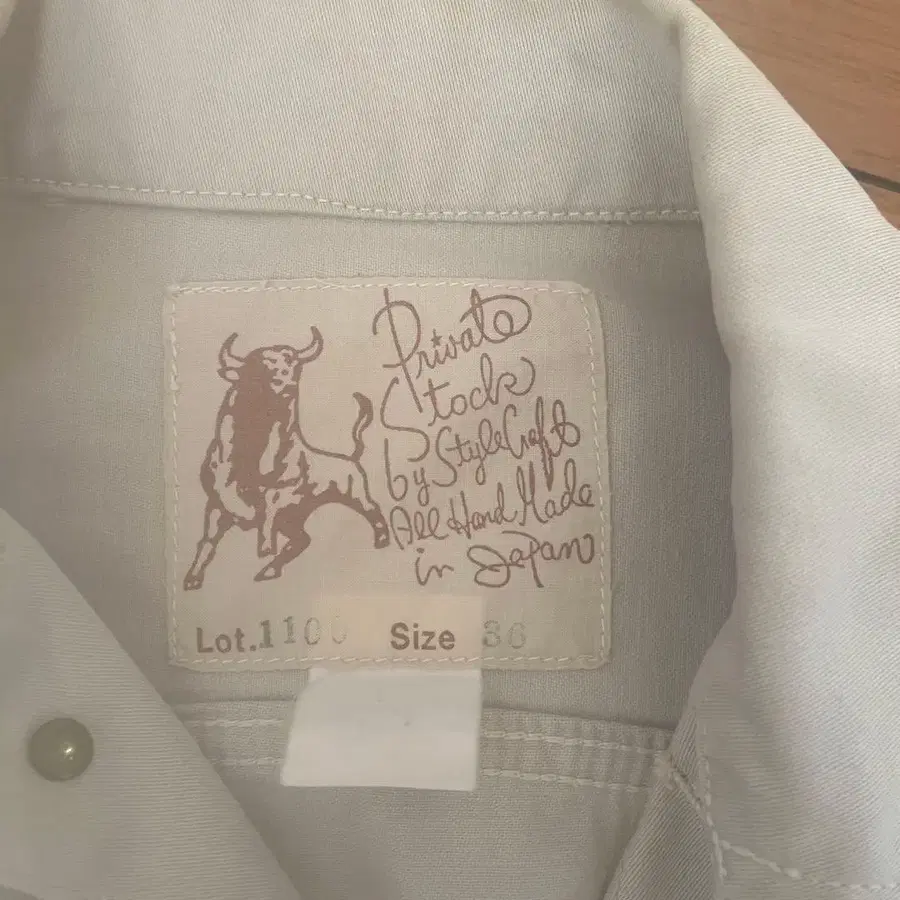 Private
Stock
by StyleCraft
All Hand Made
in Japan
Lot.1100 Size 36